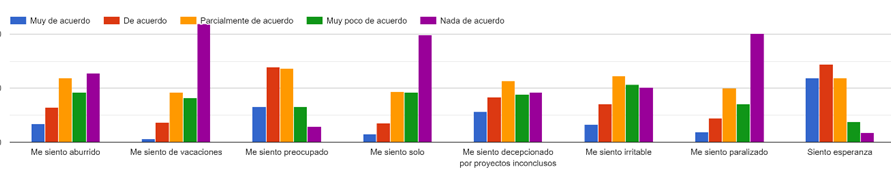 Muy de acuerdo De acuerdo Parcialmente de acuerdo Muy poco de acuerdo Nada de acuerdo
Me siento aburrido Me siento de vacaciones Me siento preocupado Me siento solo Me siento decepcionado por proyectos inconclusos Me siento irritable Me siento paralizado Siento esperanza